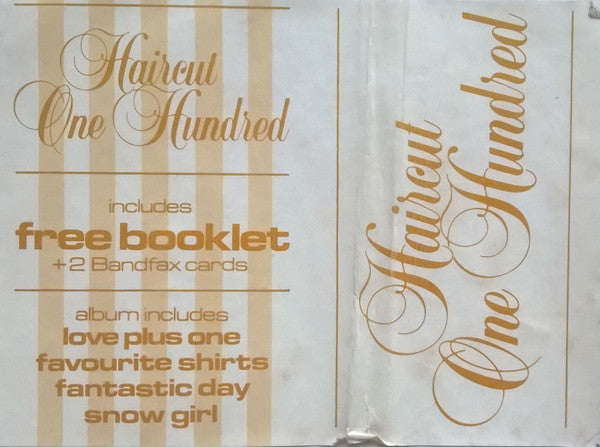 Haircut
One Hundred
includes
free booklet
+2 Bandfax cards
album includes
love plus one
favourite shirts
fantastic day
snow girl
Haircut
One Hundred